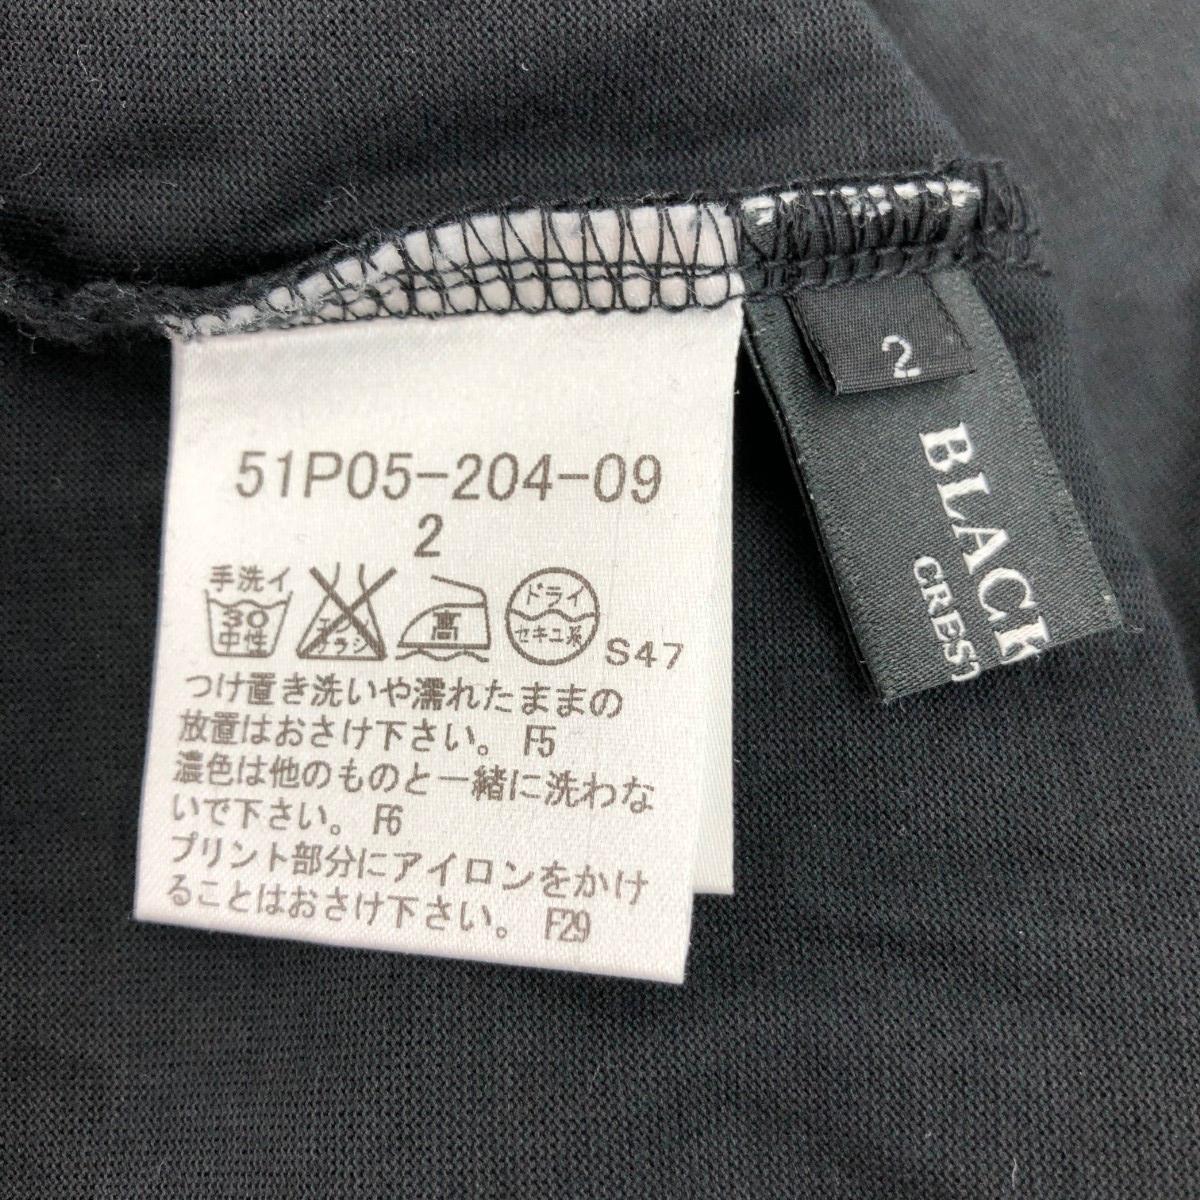 51P05-204-09
2
手洗イ
30
中性
エンソ
サラシ
高
ドライ
セキユ系
S47
つけ置き洗いや濡れたままの
放置はおさけ下さい。 F5
濃色は他のものと一緒に洗わな
いで下さい。 F6
プリント部分にアイロンをかけ
ることはおさけ下さい。 F29
2
BLACK
CREST